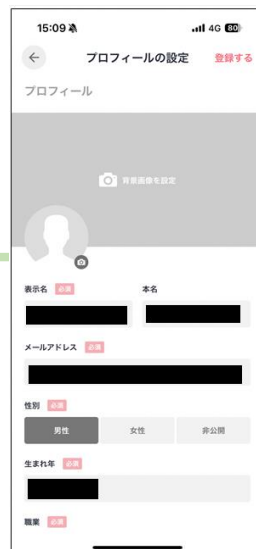 15:09 4G 80
プロフィールの設定 登録する
プロフィール
背景画像を設定
表示名 必須 本名
メールアドレス 必須
性別 必須
男性 女性 非公開
生まれ年 必須
職業 必須